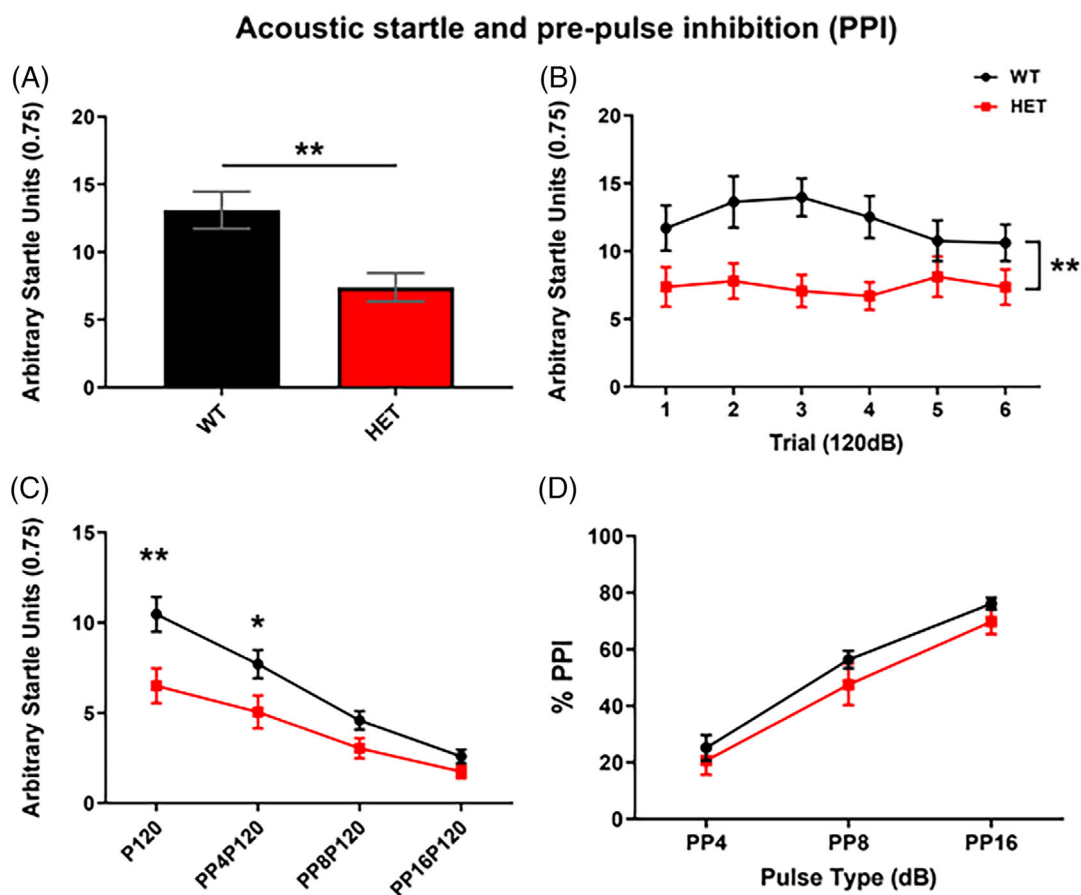 Acoustic startle and pre-pulse inhibition (PPI)
(A)
Arbitrary Startle Units (0.75)
20
15
10
5
0
**
WT
HET
(B)
WT
HET
Arbitrary Startle Units (0.75)
20
15
10
5
0
**
1 2 3 4 5 6
Trial (120dB)
(C)
Arbitrary Startle Units (0.75)
15
10
5
0
**
*
P120
PP4P120
PP8P120
PP16P120
(D)
% PPI
100
80
60
40
20
0
PP4 PP8 PP16
Pulse Type (dB)